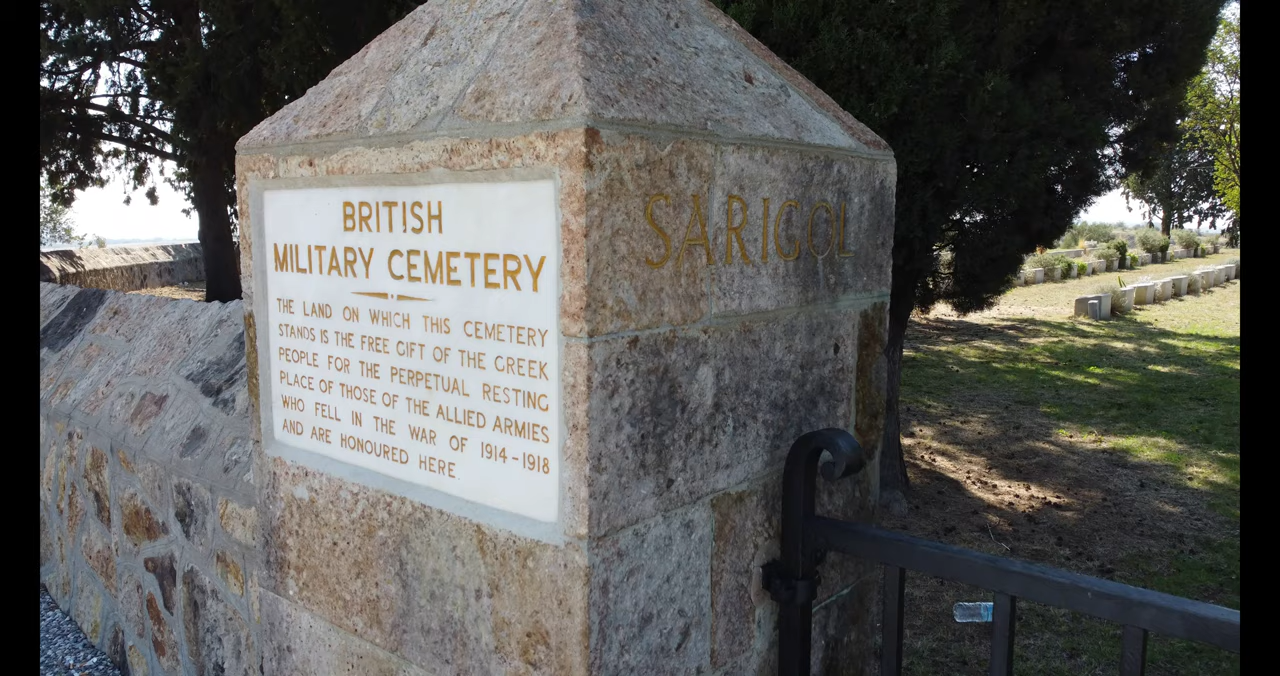 BRITISH
MILITARY CEMETERY
THE LAND ON WHICH THIS CEMETERY
STANDS IS THE FREE GIFT OF THE GREEK
PEOPLE FOR THE PERPETUAL RESTING
PLACE OF THOSE OF THE ALLIED ARMIES
WHO FELL IN THE WAR OF 1914-1918
AND ARE HONOURED HERE.
SARIGOL